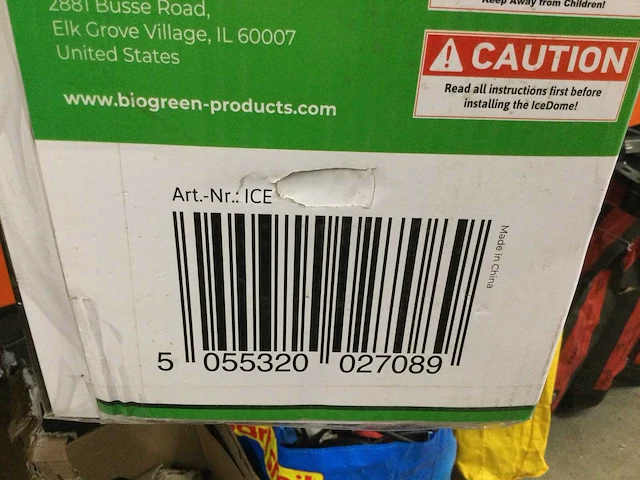 2881 Busse Road,
Elk Grove Village, IL 60007
United States
www.biogreen-products.com
Keep Away from Children!
CAUTION
Read all instructions first before
installing the IceDome!
Art.-Nr.: ICE
Made in China
5 055320 027089